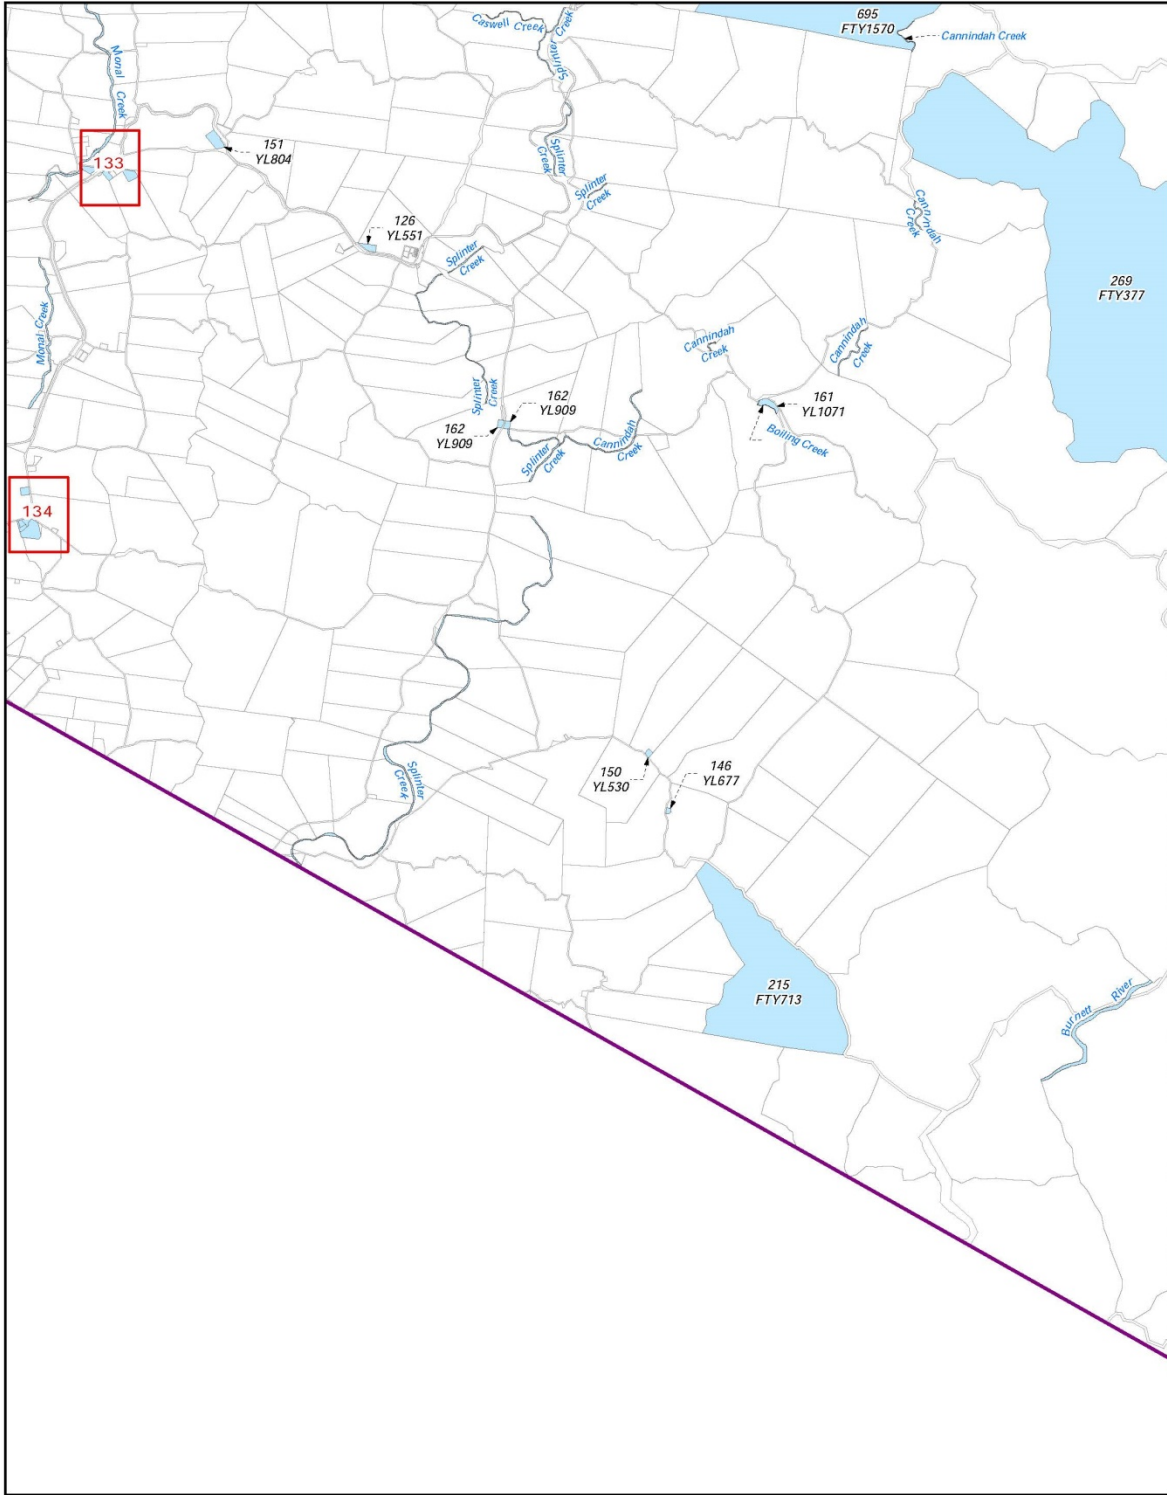 695
FTY1570
Cannindah Creek
Caswell Creek
Splinter
Creek
Monal
Creek
133
151
YL804
Splinter
Creek
Splinter
Creek
Cannindah
Creek
126
YL551
Splinter
Creek
269
FTY377
Monal Creek
Cannindah
Creek
Cannindah
Creek
Splinter
Creek
162
YL909
162
YL909
161
YL1071
Boiling Creek
Splinter
Creek
Cannindah
Creek
134
Splinter
Creek
150
YL530
146
YL677
215
FTY713
Burnett
River